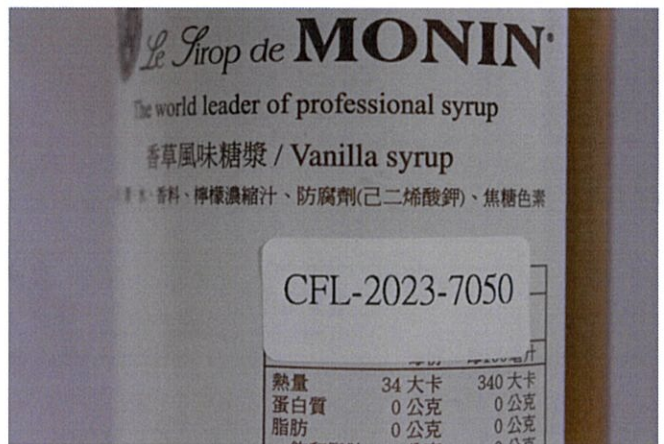 Le Sirop de MONIN®
The world leader of professional syrup
香草風味糖漿 / Vanilla syrup
水、香料、檸檬濃縮汁、防腐劑(己二烯酸鉀)、焦糖色素
CFL-2023-7050
熱量 34 大卡 340 大卡
蛋白質 0 公克 0 公克
脂肪 0 公克 0 公克